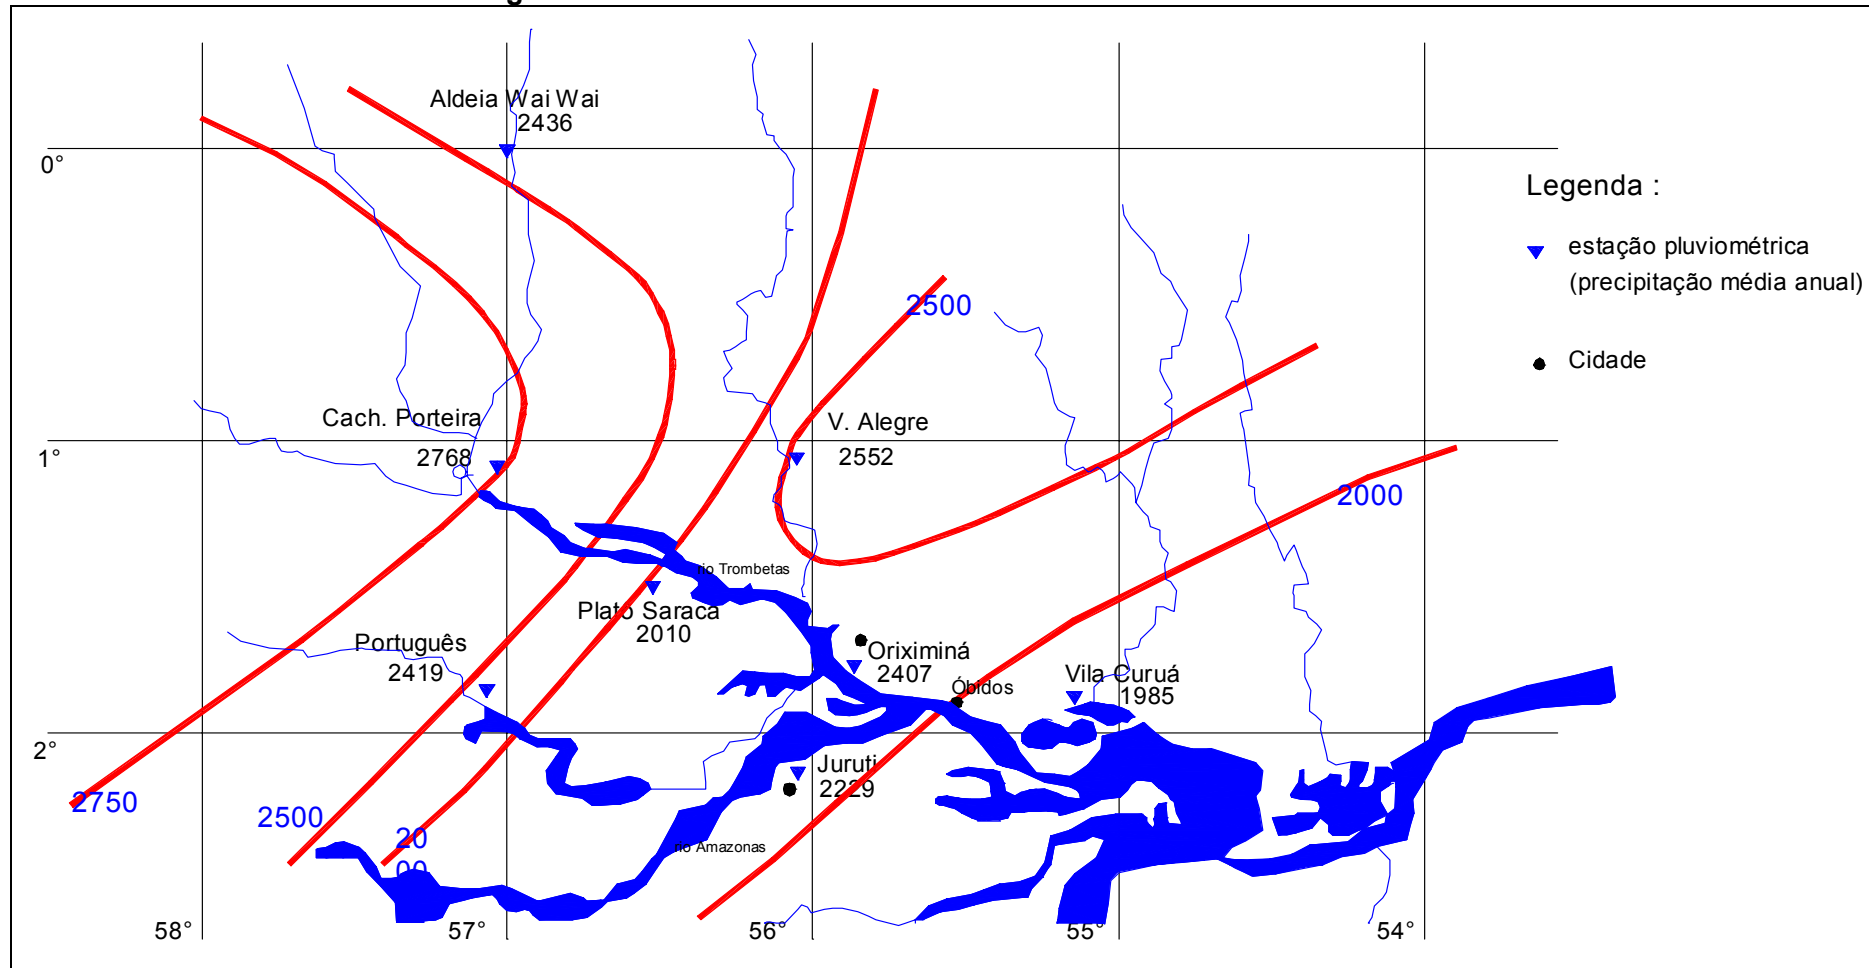 g
Aldeia Wai Wai
2436
0°
Legenda :
estação pluviométrica
(precipitação média anual)
2500
Cidade
Cach. Porteira
2768
V. Alegre
2552
1°
2000
rio Trombetas
Platô Saracá
2010
Português
2419
Oriximiná
2407
Óbidos
Vila Curuá
1985
2°
Juruti
2229
2750
2500
20
00
rio Amazonas
58°
57°
56°
55°
54°